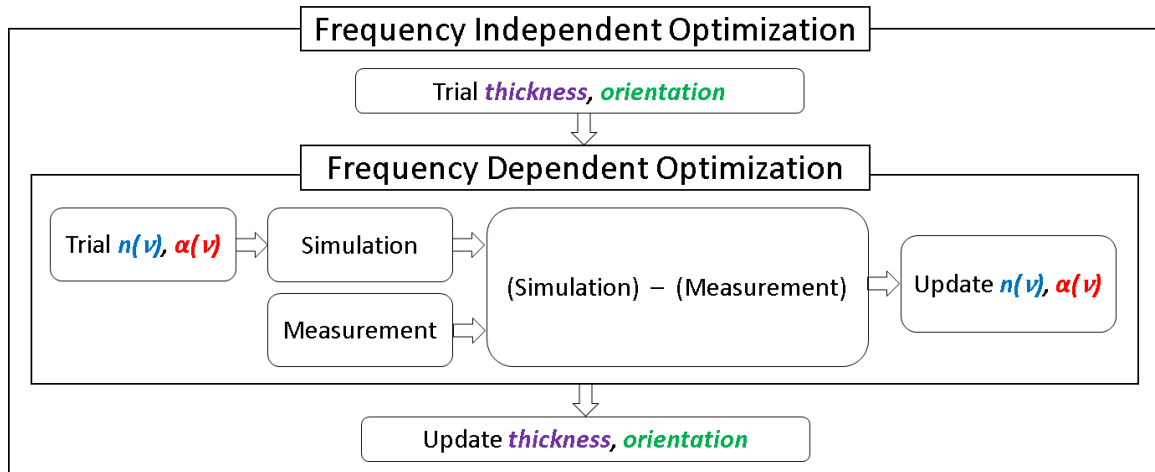 Frequency Independent Optimization
Trial thickness, orientation
Frequency Dependent Optimization
Trial n(ν), α(ν)
Simulation
Measurement
(Simulation) – (Measurement)
Update n(ν), α(ν)
Update thickness, orientation